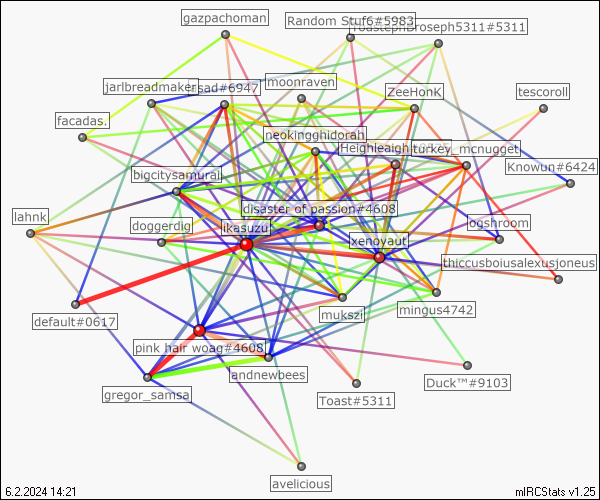 gazpachoman
Random Stuf6#5983
ToastephBroseph5311#5311
jarlbreadmaker
rsad#6947
moonraven
ZeeHonK
tescoroll
facadas.
neokingghidorah
Heighleaigh
turkey_mcnugget
bigcitysamurai
Knowun#6424
disaster of passion#4608
lahnk
doggerdig
ikasuzu
xenoyaut
ogshroom
thiccusboiusalexusjoneus
default#0617
mukszil
mingus4742
pink hair woag#4608
andnewbees
gregor_samsa
Duck™#9103
Toast#5311
avelicious
6.2.2024 14:21
mIRCStats v1.25